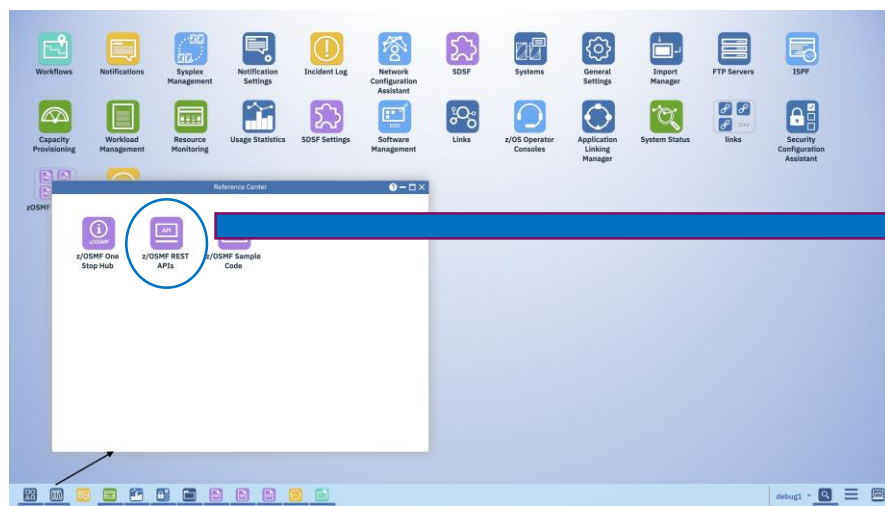 Workflows
Notifications
Sysplex
Management
Notification
Settings
Incident Log
Network
Configuration
Assistant
SDSF
Systems
General
Settings
Import
Manager
FTP Servers
ISPF
Capacity
Provisioning
Workload
Management
Resource
Monitoring
Usage Statistics
SDSF Settings
Software
Management
Links
z/OS Operator
Consoles
Application
Linking
Manager
System Status
links
Security
Configuration
Assistant
zOSMF
Reference Center
z/OSMF
API
z/OSMF One
Stop Hub
z/OSMF REST
APIs
z/OSMF Sample
Code
debug1